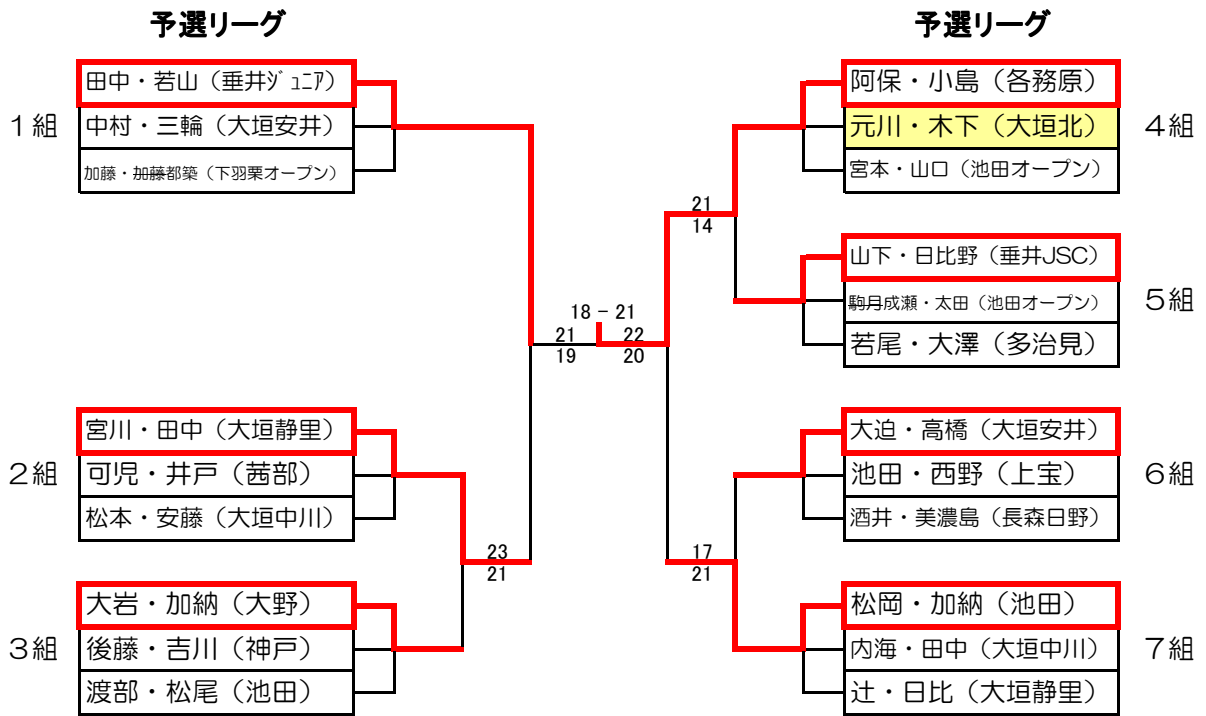 予選リーグ
予選リーグ
1組
田中・若山（垂井ｼﾞｭﾆｱ）
中村・三輪（大垣安井）
加藤・加藤都築（下羽栗オープン）
阿保・小島（各務原）
元川・木下（大垣北）
宮本・山口（池田オープン）
4組
21
14
山下・日比野（垂井JSC）
駒月成瀬・太田（池田オープン）
若尾・大澤（多治見）
5組
18 － 21
21
19
22
20
2組
宮川・田中（大垣静里）
可児・井戸（茜部）
松本・安藤（大垣中川）
大迫・高橋（大垣安井）
池田・西野（上宝）
酒井・美濃島（長森日野）
6組
23
21
17
21
3組
大岩・加納（大野）
後藤・吉川（神戸）
渡部・松尾（池田）
松岡・加納（池田）
内海・田中（大垣中川）
辻・日比（大垣静里）
7組